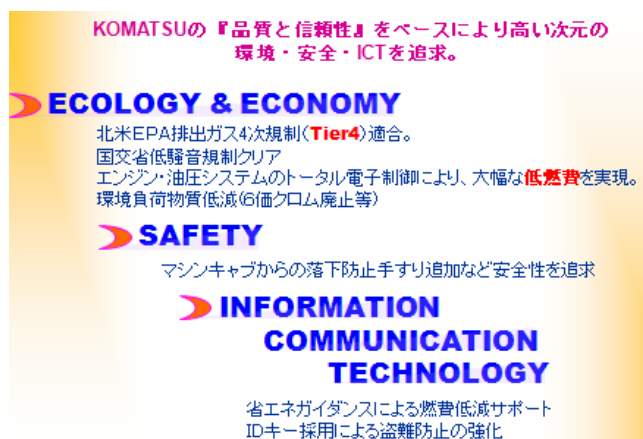 KOMATSUの『品質と信頼性』をベースにより高い次元の
環境・安全・ICTを追求。
ECOLOGY & ECONOMY
北米EPA排出ガス4次規制(Tier4)適合。
国交省低騒音規制クリア
エンジン・油圧システムのトータル電子制御により、大幅な低燃費を実現。
環境負荷物質低減(6価クロム廃止等)
SAFETY
マシンキャブからの落下防止手すり追加など安全性を追求
INFORMATION
COMMUNICATION
TECHNOLOGY
省エネガイダンスによる燃費低減サポート
IDキー採用による盗難防止の強化